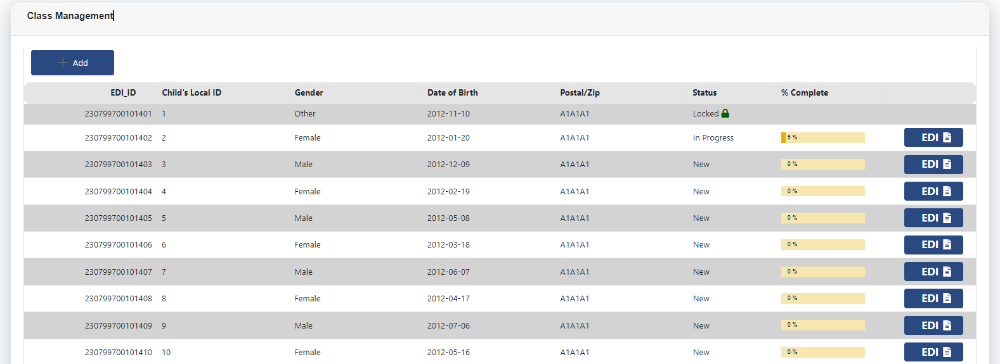 Class Management
Add
EDI_ID Child's Local ID Gender Date of Birth Postal/Zip Status % Complete
230799700101401 1 Other 2012-11-10 A1A1A1 Locked
230799700101402 2 Female 2012-01-20 A1A1A1 In Progress 5 % EDI
230799700101403 3 Male 2012-12-09 A1A1A1 New 0 % EDI
230799700101404 4 Female 2012-02-19 A1A1A1 New 0 % EDI
230799700101405 5 Male 2012-05-08 A1A1A1 New 0 % EDI
230799700101406 6 Female 2012-03-18 A1A1A1 New 0 % EDI
230799700101407 7 Male 2012-06-07 A1A1A1 New 0 % EDI
230799700101408 8 Female 2012-04-17 A1A1A1 New 0 % EDI
230799700101409 9 Male 2012-07-06 A1A1A1 New 0 % EDI
230799700101410 10 Female 2012-05-16 A1A1A1 New 0 % EDI